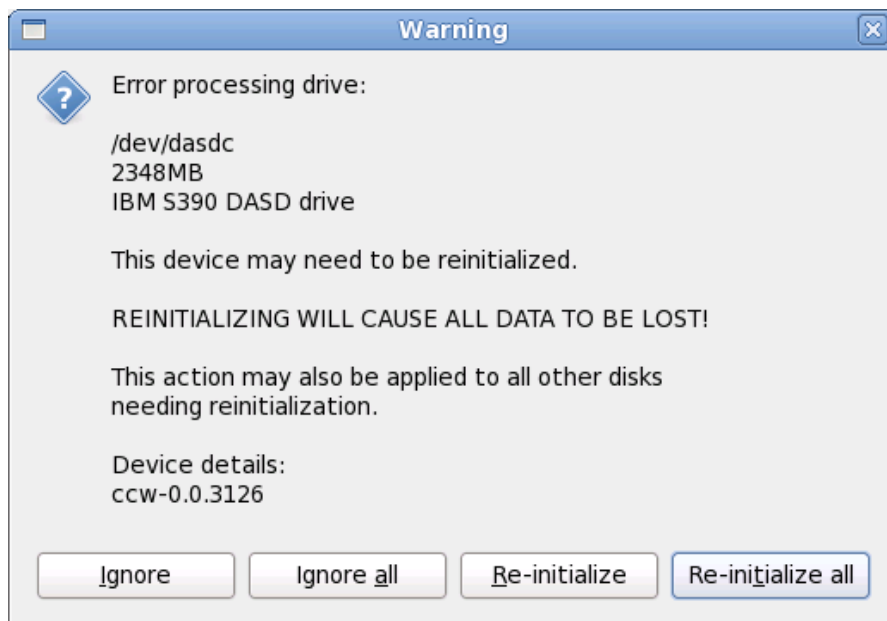 Warning
?
Error processing drive:
/dev/dasdc
2348MB
IBM S390 DASD drive
This device may need to be reinitialized.
REINITIALIZING WILL CAUSE ALL DATA TO BE LOST!
This action may also be applied to all other disks
needing reinitialization.
Device details:
ccw-0.0.3126
Ignore
Ignore all
Re-initialize
Re-initialize all